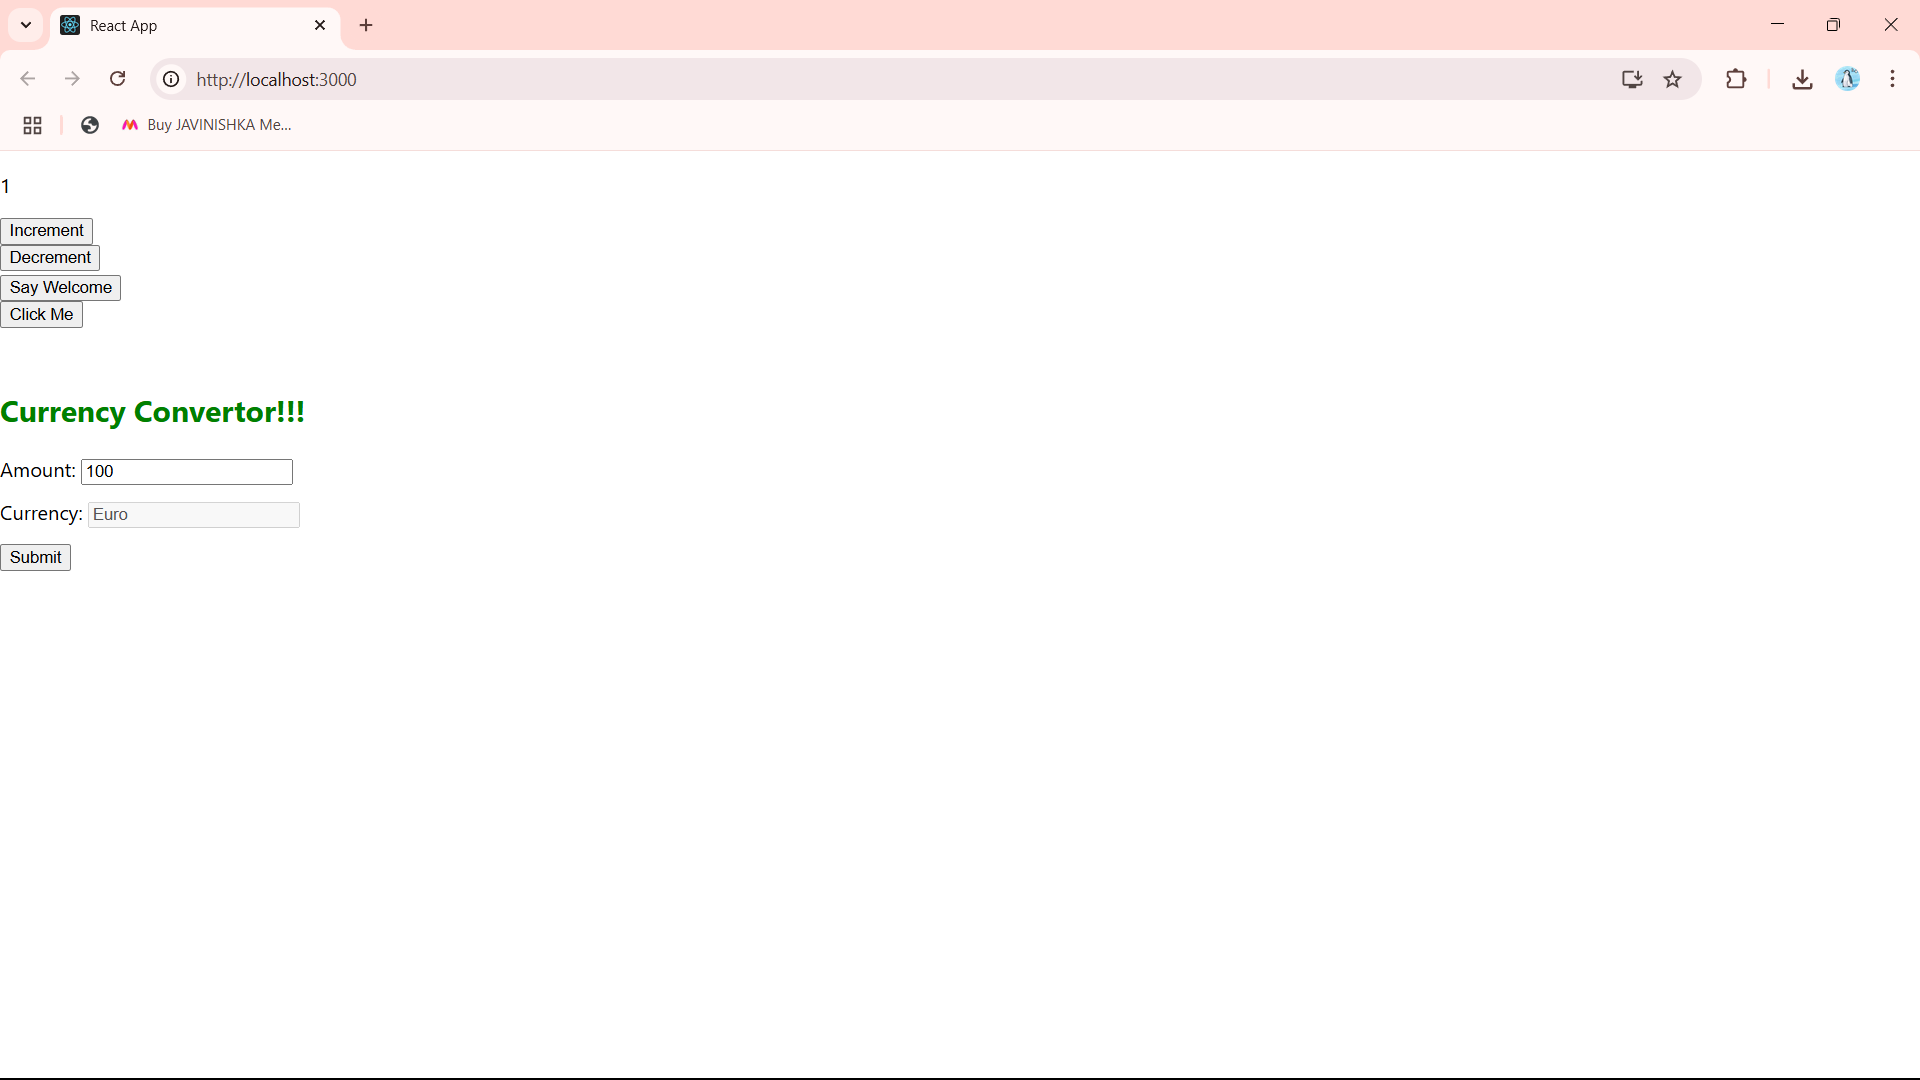 React App
http://localhost:3000
Buy JAVINISHKA Me...
1
Increment
Decrement
Say Welcome
Click Me
Currency Convertor!!!
Amount: 100
Currency: Euro
Submit